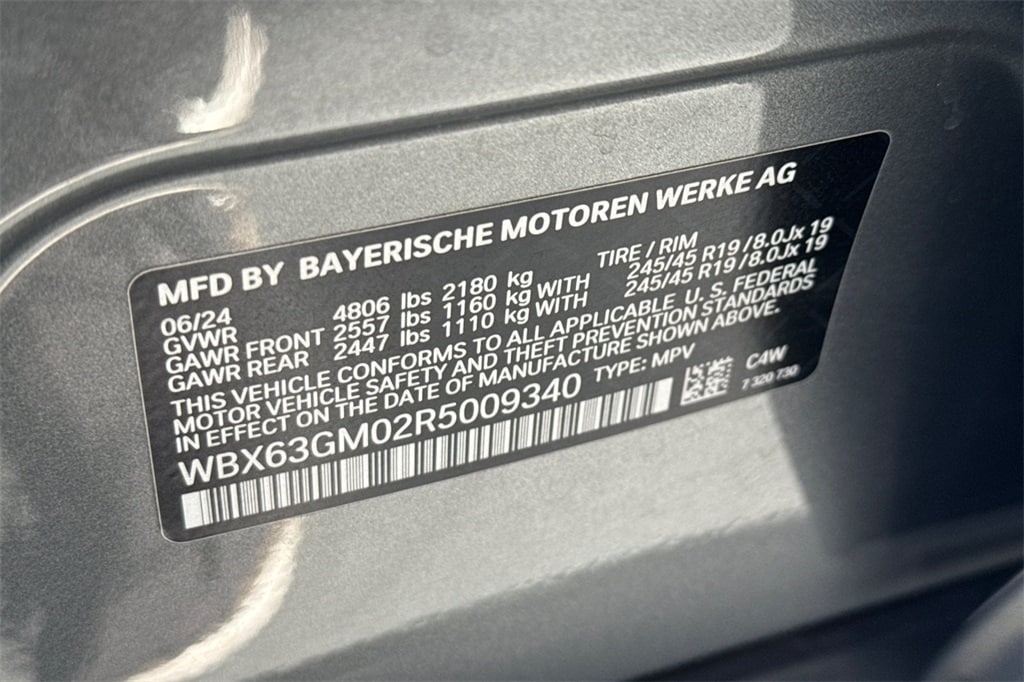 MFD BY BAYERISCHE MOTOREN WERKE AG
06/24 TIRE / RIM
GVWR 4806 lbs 2180 kg
GAWR FRONT 2557 lbs 1160 kg WITH 245/45 R19 / 8.0Jx 19
GAWR REAR 2447 lbs 1110 kg WITH 245/45 R19 / 8.0Jx 19
THIS VEHICLE CONFORMS TO ALL APPLICABLE U. S. FEDERAL
MOTOR VEHICLE SAFETY AND THEFT PREVENTION STANDARDS
IN EFFECT ON THE DATE OF MANUFACTURE SHOWN ABOVE.
WBX63GM02R5009340 TYPE: MPV C4W
7 320 730